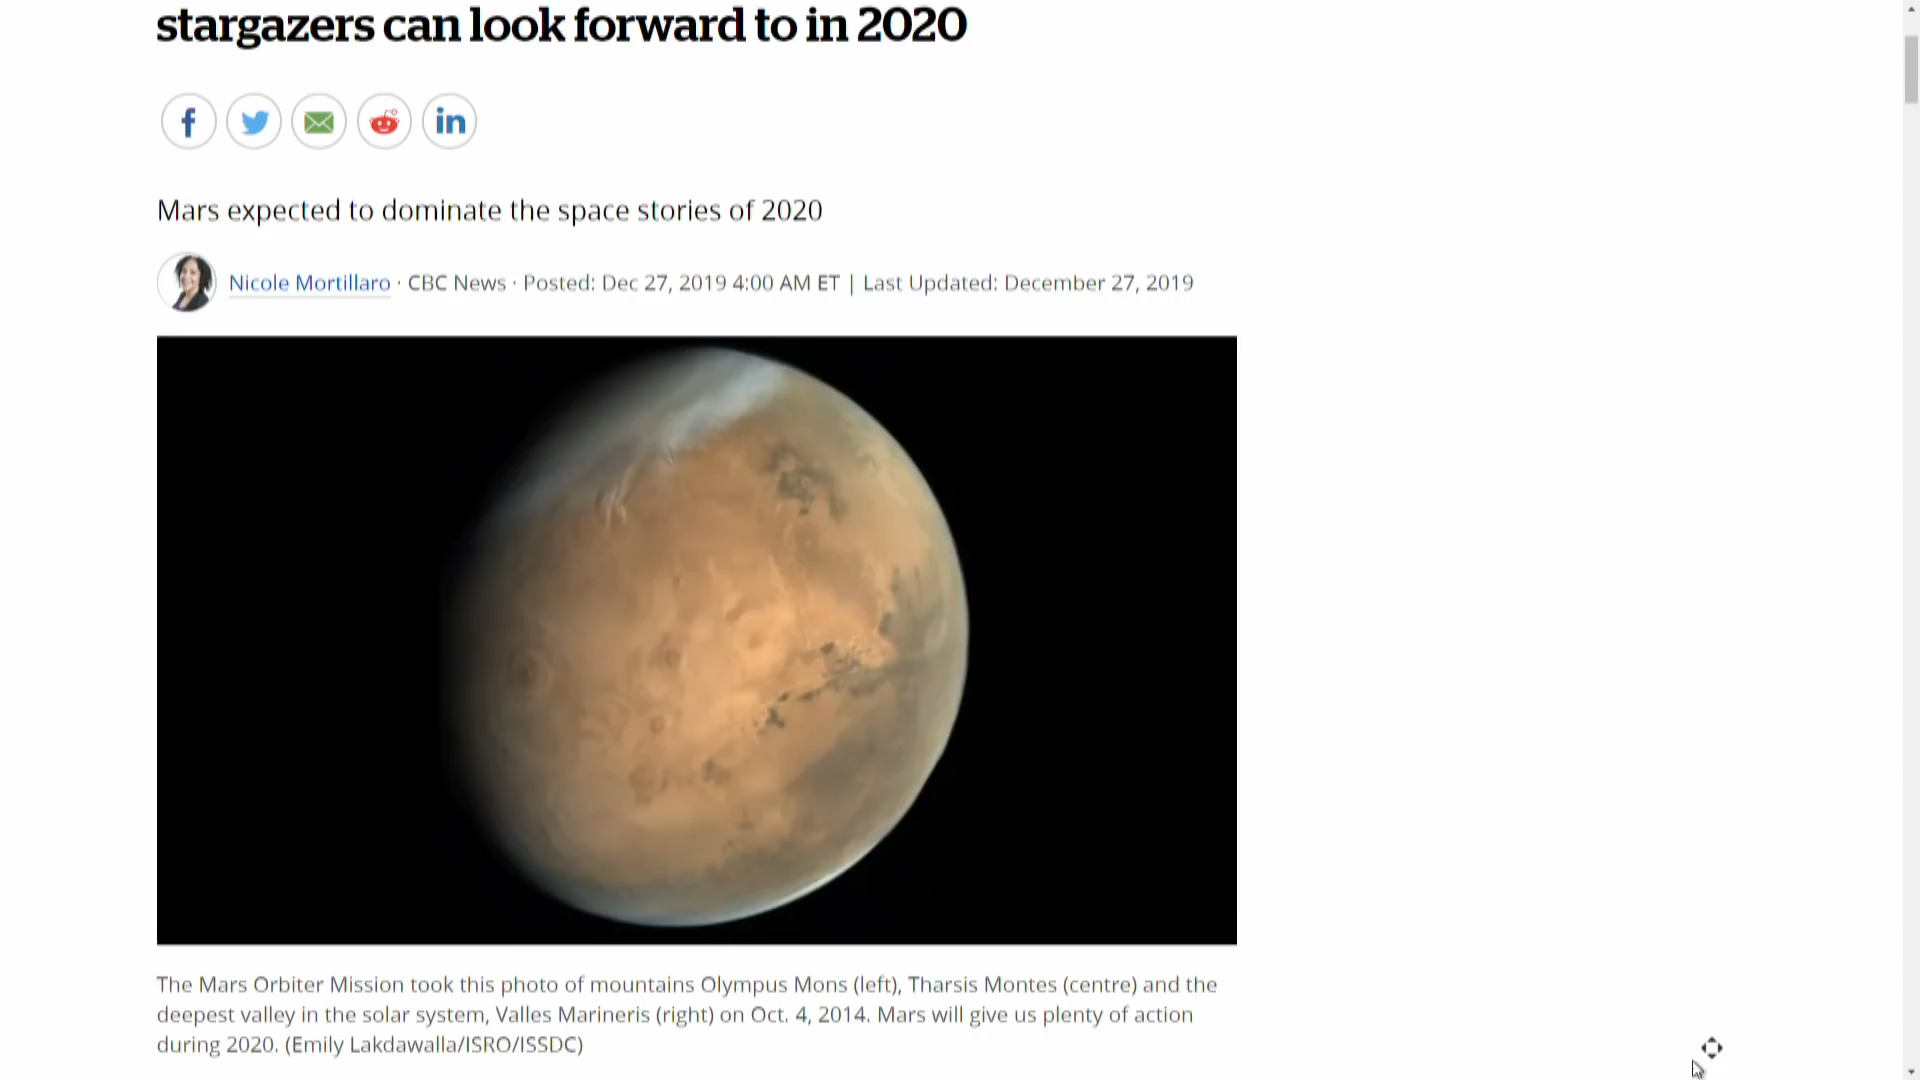 stargazers can look forward to in 2020
f in
Mars expected to dominate the space stories of 2020
Nicole Mortillaro · CBC News · Posted: Dec 27, 2019 4:00 AM ET | Last Updated: December 27, 2019
The Mars Orbiter Mission took this photo of mountains Olympus Mons (left), Tharsis Montes (centre) and the
deepest valley in the solar system, Valles Marineris (right) on Oct. 4, 2014. Mars will give us plenty of action
during 2020. (Emily Lakdawalla/ISRO/ISSDC)